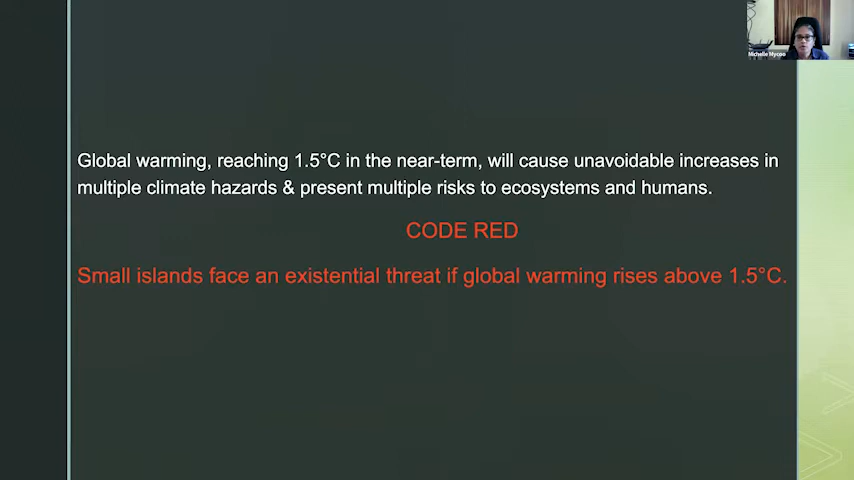 Michelle Mycoo
Global warming, reaching 1.5°C in the near-term, will cause unavoidable increases in
multiple climate hazards & present multiple risks to ecosystems and humans.
CODE RED
Small islands face an existential threat if global warming rises above 1.5°C.